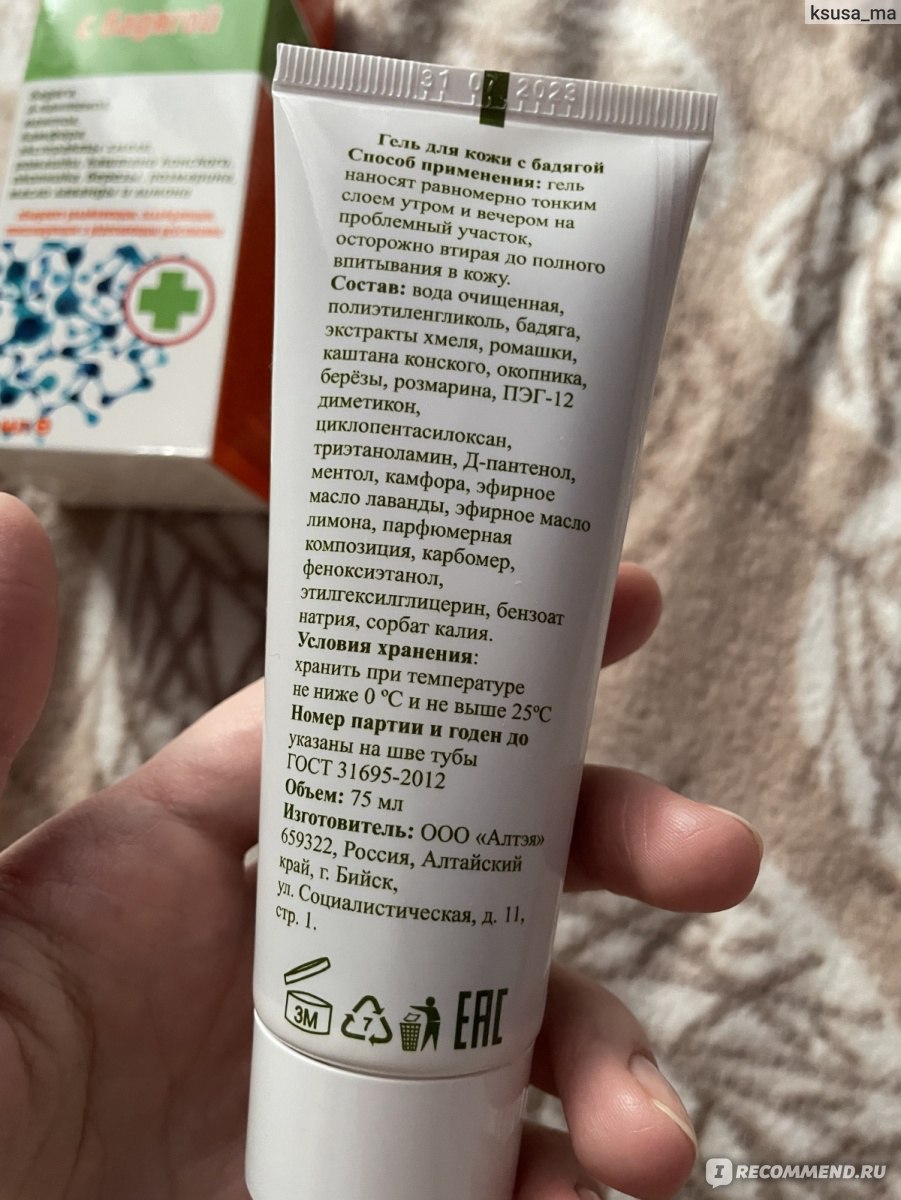 ksusa_ma
с бадягой
31 07 2023
Гель для кожи с бадягой
Способ применения: гель
наносят равномерно тонким
слоем утром и вечером на
проблемный участок,
осторожно втирая до полного
впитывания в кожу.
Состав: вода очищенная,
полиэтиленгликоль, бадяга,
экстракты хмеля, ромашки,
каштана конского, окопника,
берёзы, розмарина, ПЭГ-12
диметикон,
циклопентасилоксан,
триэтаноламин, Д-пантенол,
ментол, камфора, эфирное
масло лаванды, эфирное масло
лимона, парфюмерная
композиция, карбомер,
феноксиэтанол,
этилгексилглицерин, бензоат
натрия, сорбат калия.
Условия хранения:
хранить при температуре
не ниже 0 ºС и не выше 25ºС
Номер партии и годен до
указаны на шве тубы
ГОСТ 31695-2012
Объем: 75 мл
Изготовитель: ООО «Алтэя»
659322, Россия, Алтайский
край, г. Бийск,
ул. Социалистическая, д. 11,
стр. 1.
3М
7
EAC
RECOMMEND.RU